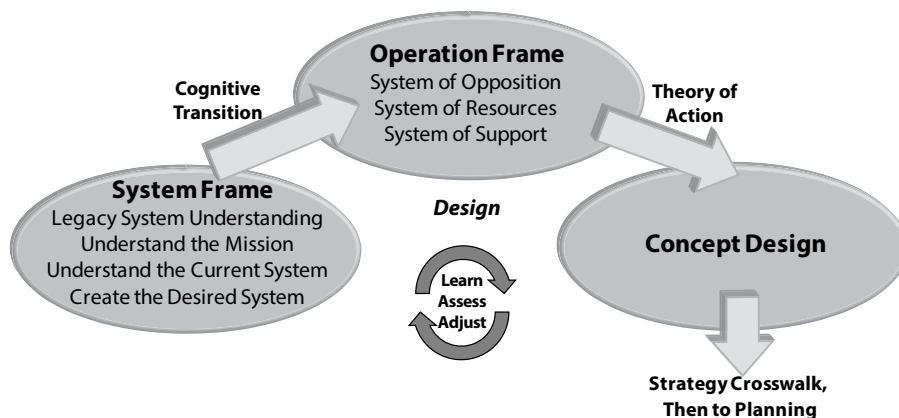 Operation Frame
System of Opposition
System of Resources
System of Support
Cognitive
Transition
Theory of
Action
System Frame
Legacy System Understanding
Understand the Mission
Understand the Current System
Create the Desired System
Design
Learn
Assess
Adjust
Concept Design
Strategy Crosswalk,
Then to Planning